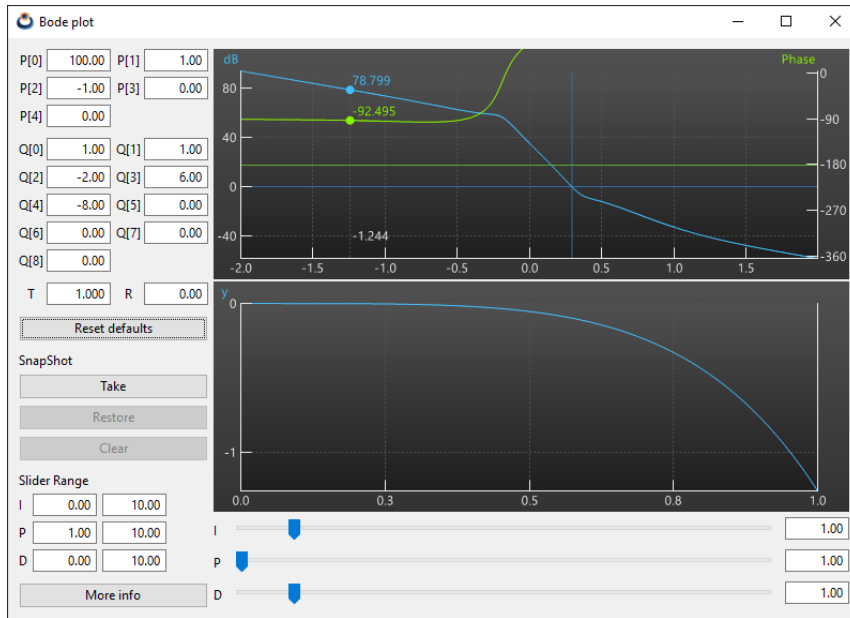 Bode plot
P[0] 100.00 P[1] 1.00
P[2] -1.00 P[3] 0.00
P[4] 0.00
Q[0] 1.00 Q[1] 1.00
Q[2] -2.00 Q[3] 6.00
Q[4] -8.00 Q[5] 0.00
Q[6] 0.00 Q[7] 0.00
Q[8] 0.00
T 1.000 R 0.00
Reset defaults
SnapShot
Take
Restore
Clear
Slider Range
I 0.00 10.00
P 1.00 10.00
D 0.00 10.00
More info
dB Phase
78.799
-92.495
-1.244
80
40
0
-40
0
-90
-180
-270
-360
-2.0 -1.5 -1.0 -0.5 0.0 0.5 1.0 1.5
y
0
-1
0.0 0.3 0.5 0.8 1.0
I 1.00
P 1.00
D 1.00